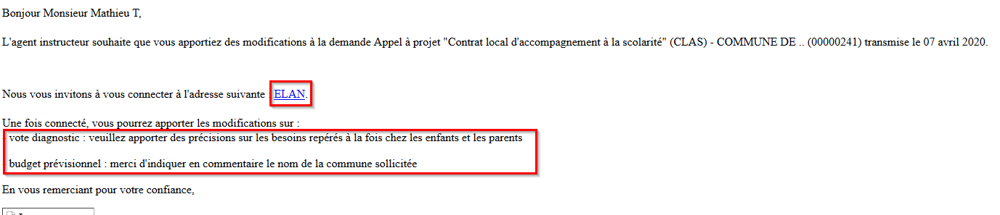 Bonjour Monsieur Mathieu T,
L'agent instructeur souhaite que vous apportiez des modifications à la demande Appel à projet "Contrat local d'accompagnement à la scolarité" (CLAS) - COMMUNE DE .. (00000241) transmise le 07 avril 2020.
Nous vous invitons à vous connecter à l'adresse suivante : ELAN.
Une fois connecté, vous pourrez apporter les modifications sur :
- vote diagnostic : veuillez apporter des précisions sur les besoins repérés à la fois chez les enfants et les parents
- budget prévisionnel : merci d'indiquer en commentaire le nom de la commune sollicitée
En vous remerciant pour votre confiance,